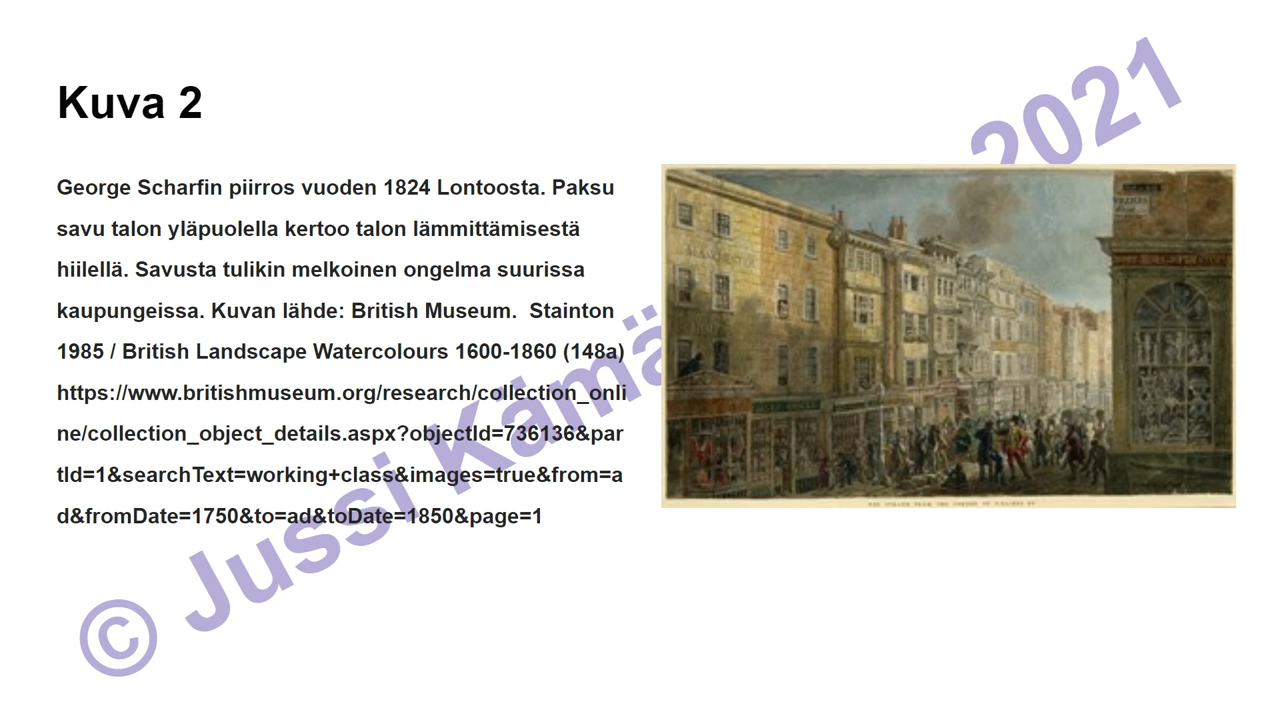 Kuva 2
George Scharfin piirros vuoden 1824 Lontoosta. Paksu
savu talon yläpuolella kertoo talon lämmittämisestä
hiilellä. Savusta tulikin melkoinen ongelma suurissa
kaupungeissa. Kuvan lähde: British Museum.  Stainton
1985 / British Landscape Watercolours 1600-1860 (148a)
https://www.britishmuseum.org/research/collection_onli
ne/collection_object_details.aspx?objectId=736136&par
tId=1&searchText=working+class&images=true&from=a
d&fromDate=1750&to=ad&toDate=1850&page=1
© Jussi Kämä 2021